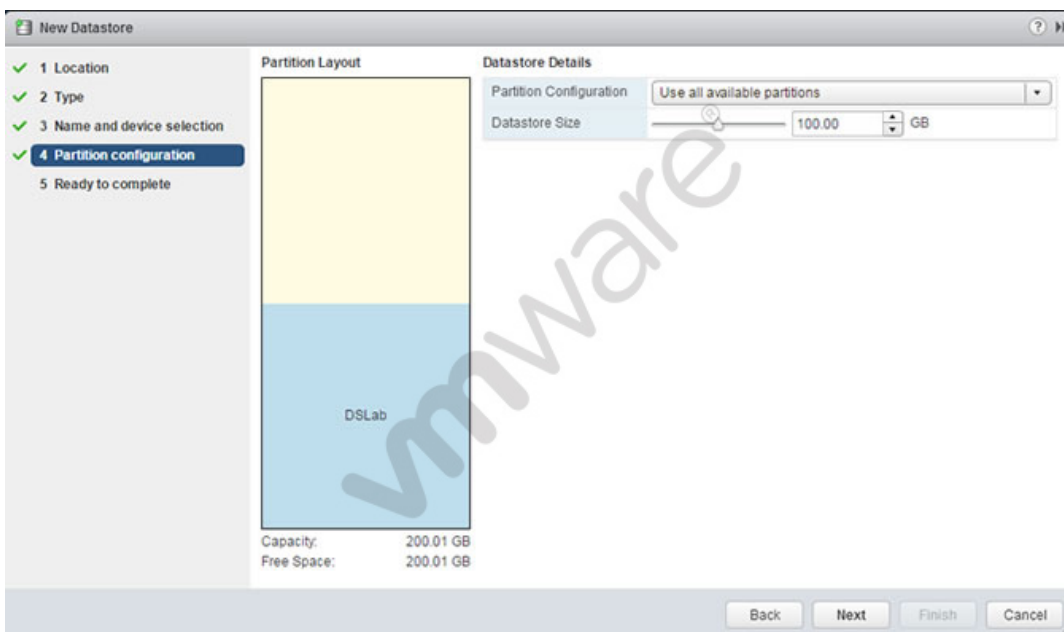 New Datastore
1 Location
2 Type
3 Name and device selection
4 Partition configuration
5 Ready to complete
Partition Layout
DSLab
Capacity: 200.01 GB
Free Space: 200.01 GB
Datastore Details
Partition Configuration Use all available partitions
Datastore Size 100.00 GB
vmware
Back Next Finish Cancel